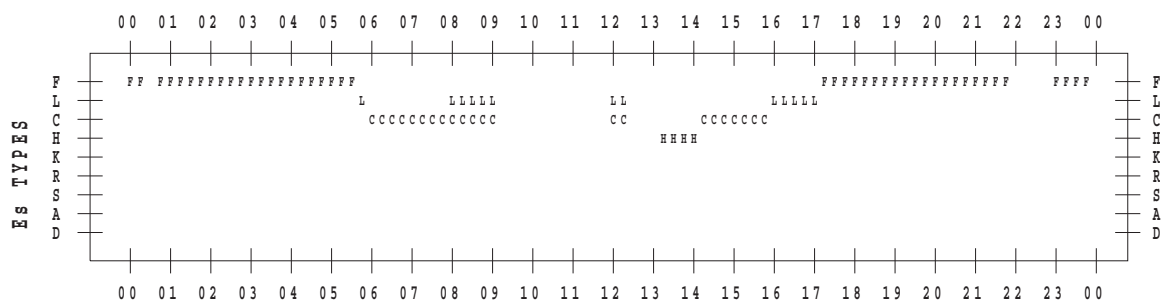 00 01 02 03 04 05 06 07 08 09 10 11 12 13 14 15 16 17 18 19 20 21 22 23 00
F FF FFFFFFFFFFFFFFFFFFFF FFFFFFFFFFFFFFFFFFF FFFF F
L L LLLLL LL LLLLL L
C CCCCCCCCCCCCC CC CCCCCCC C
H HHHH H
K K
R R
S S
A A
D D
Es TYPES
00 01 02 03 04 05 06 07 08 09 10 11 12 13 14 15 16 17 18 19 20 21 22 23 00